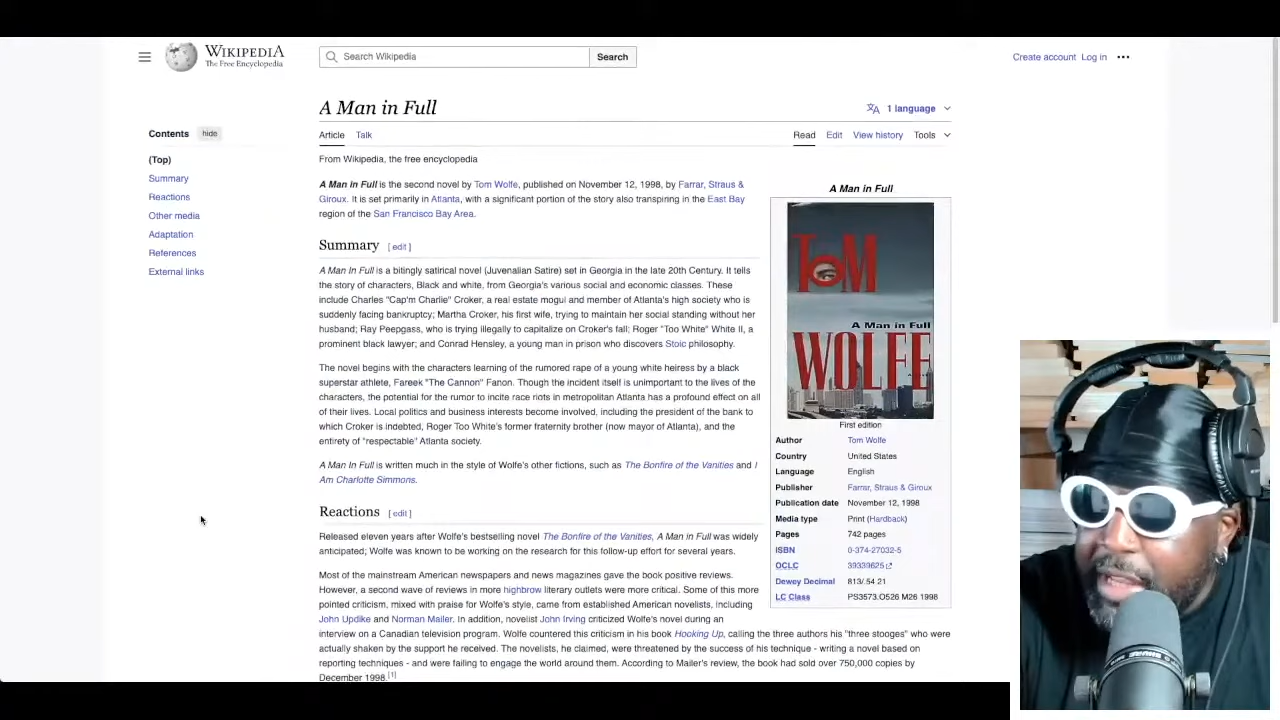 WIKIPEDIA
The Free Encyclopedia
Search Wikipedia
Search
Create account Log in
A Man in Full
1 language
Contents hide
(Top)
Summary
Reactions
Other media
Adaptation
References
External links
Article Talk
Read Edit View history Tools
From Wikipedia, the free encyclopedia
A Man in Full is the second novel by Tom Wolfe, published on November 12, 1998, by Farrar, Straus &
Giroux. It is set primarily in Atlanta, with a significant portion of the story also transpiring in the East Bay
region of the San Francisco Bay Area.
Summary [ edit ]
A Man In Full is a bitingly satirical novel (Juvenalian Satire) set in Georgia in the late 20th Century. It tells
the story of characters, Black and white, from Georgia's various social and economic classes. These
include Charles "Cap'm Charlie" Croker, a real estate mogul and member of Atlanta's high society who is
suddenly facing bankruptcy; Martha Croker, his first wife, trying to maintain her social standing without her
husband; Ray Peepgass, who is trying illegally to capitalize on Croker's fall; Roger "Too White" White II, a
prominent black lawyer; and Conrad Hensley, a young man in prison who discovers Stoic philosophy.
The novel begins with the characters learning of the rumored rape of a young white heiress by a black
superstar athlete, Fareek "The Cannon" Fanon. Though the incident itself is unimportant to the lives of the
characters, the potential for the rumor to incite race riots in metropolitan Atlanta has a profound effect on all
of their lives. Local politics and business interests become involved, including the president of the bank to
which Croker is indebted, Roger Too White's former fraternity brother (now mayor of Atlanta), and the
entirety of "respectable" Atlanta society.
A Man In Full is written much in the style of Wolfe's other fictions, such as The Bonfire of the Vanities and I
Am Charlotte Simmons.
Reactions [ edit ]
Released eleven years after Wolfe's bestselling novel The Bonfire of the Vanities, A Man in Full was widely
anticipated; Wolfe was known to be working on the research for this follow-up effort for several years.
Most of the mainstream American newspapers and news magazines gave the book positive reviews.
However, a second wave of reviews in more highbrow literary outlets were more critical. Some of this more
pointed criticism, mixed with praise for Wolfe's style, came from established American novelists, including
John Updike and Norman Mailer. In addition, novelist John Irving criticized Wolfe's novel during an
interview on a Canadian television program. Wolfe countered this criticism in his book Hooking Up, calling the three authors his "three stooges" who were
actually shaken by the support he received. The novelists, he claimed, were threatened by the success of his technique - writing a novel based on
reporting techniques - and were failing to engage the world around them. According to Mailer's review, the book had sold over 750,000 copies by
December 1998.[1]
A Man in Full
TOM
A Man in Full
WOLFE
First edition
Author Tom Wolfe
Country United States
Language English
Publisher Farrar, Straus & Giroux
Publication date November 12, 1998
Media type Print (Hardback)
Pages 742 pages
ISBN 0-374-27032-5
OCLC 39339625
Dewey Decimal 813/.54 21
LC Class PS3573.O526 M26 1998